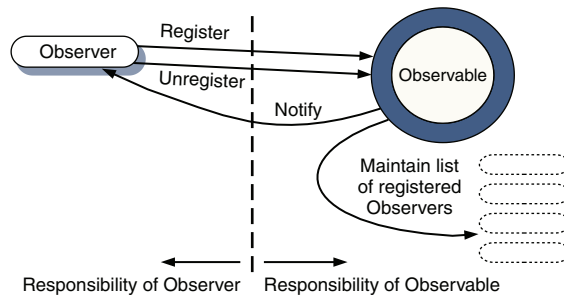 Register
Observer
Observable
Unregister
Notify
Maintain list
of registered
Observers
Responsibility of Observer
Responsibility of Observable